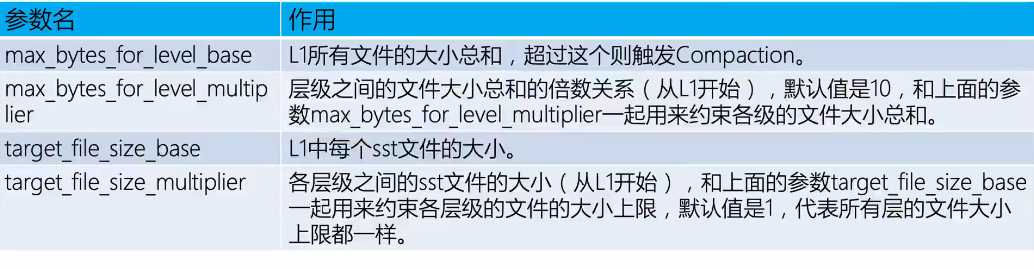 参数名 作用
max_bytes_for_level_base L1所有文件的大小总和，超过这个则触发Compaction。
max_bytes_for_level_multip 层级之间的文件大小总和的倍数关系（从L1开始），默认值是10，和上面的参
lier 数max_bytes_for_level_multiplier一起用来约束各级的文件大小总和。
target_file_size_base L1中每个sst文件的大小。
target_file_size_multiplier 各层级之间的sst文件的大小（从L1开始），和上面的参数target_file_size_base
一起用来约束各层级的文件的大小上限，默认值是1，代表所有层的文件大小
上限都一样。